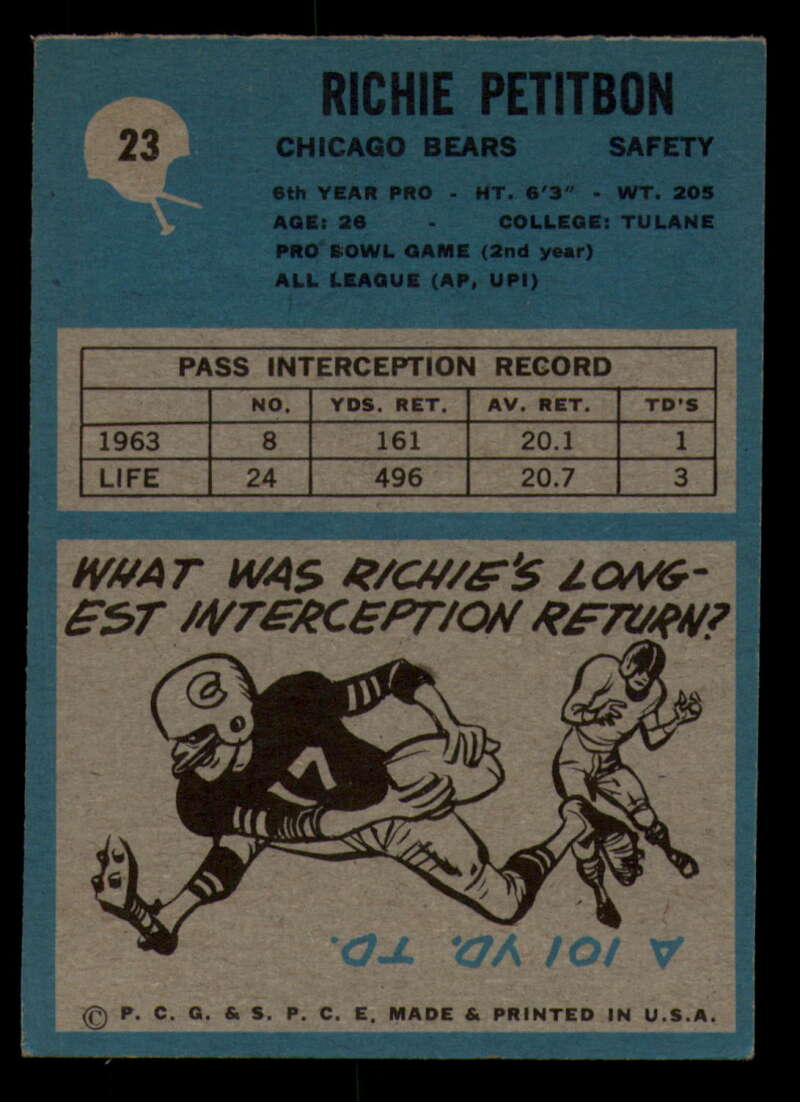 23
RICHIE PETITBON
CHICAGO BEARS SAFETY
6th YEAR PRO - HT. 6'3" - WT. 205
AGE: 26 - COLLEGE: TULANE
PRO BOWL GAME (2nd year)
ALL LEAGUE (AP, UPI)
PASS INTERCEPTION RECORD
NO. YDS. RET. AV. RET. TD'S
1963 8 161 20.1 1
LIFE 24 496 20.7 3
WHAT WAS RICHIE'S LONG-
EST INTERCEPTION RETURN?
C
17
A 101 YD. TD.
© P. C. G. & S. P. C. E. MADE & PRINTED IN U.S.A.